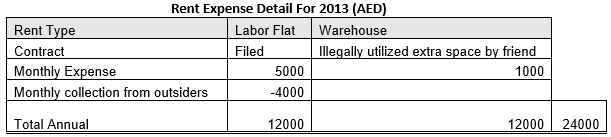 Rent Expense Detail For 2013 (AED)
Rent Type Labor Flat Warehouse
Contract Filed Illegally utilized extra space by friend
Monthly Expense 5000 1000
Monthly collection from outsiders -4000
Total Annual 12000 12000 24000